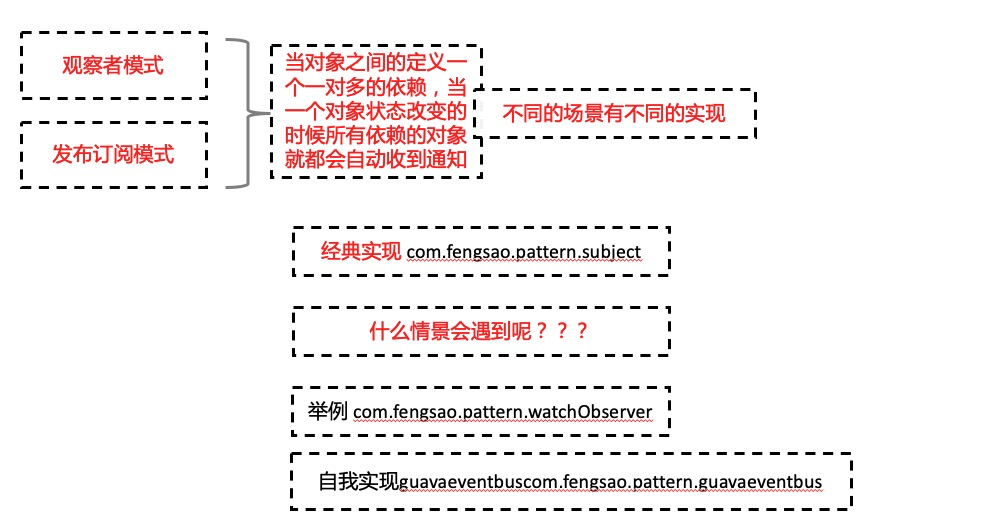 观察者模式
发布订阅模式
当对象之间的定义一
个一对多的依赖，当
一个对象状态改变的
时候所有依赖的对象
就都会自动收到通知
不同的场景有不同的实现
经典实现 com.fengsao.pattern.subject
什么情景会遇到呢？？？
举例 com.fengsao.pattern.watchObserver
自我实现guavaeventbuscom.fengsao.pattern.guavaeventbus